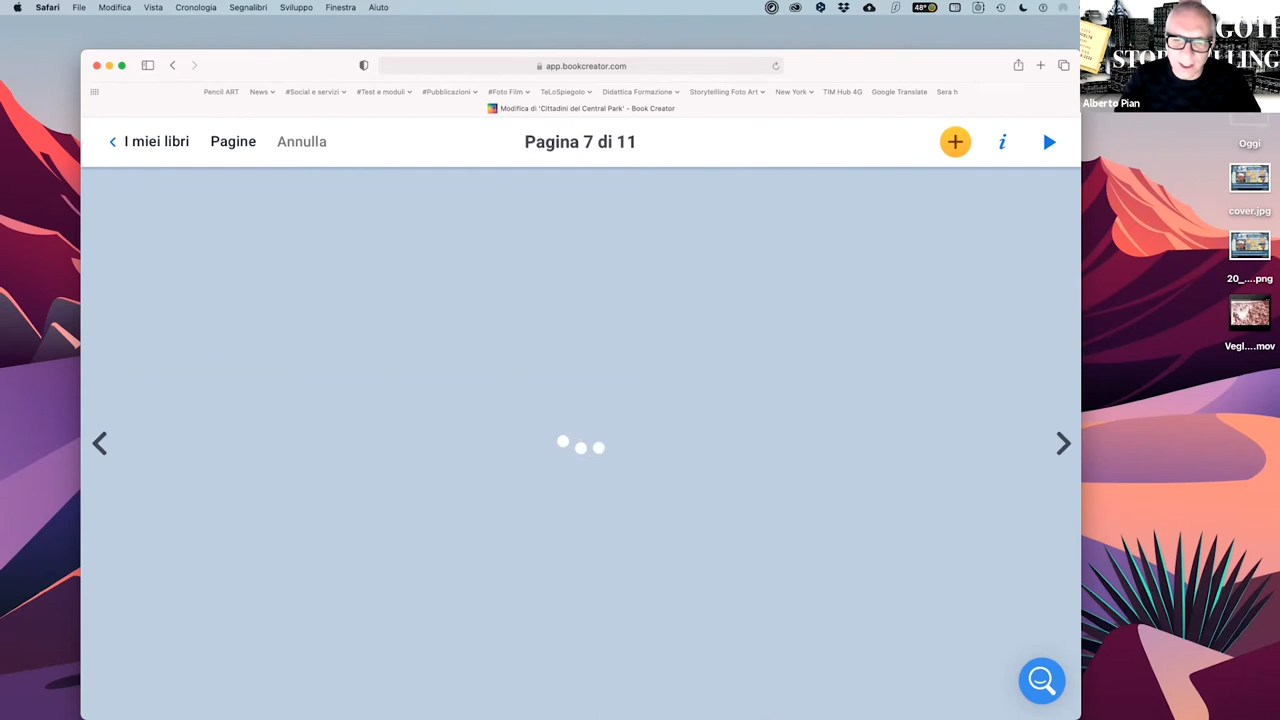 Safari File Modifica Vista Cronologia Segnalibri Sviluppo Finestra Aiuto
48°
app.bookcreator.com
Pencil ART News #Social e servizi #Test e moduli #Pubblicazioni #Foto Film TeLoSpiegolo Didattica Formazione Storytelling Foto Art New York TIM Hub 4G Google Translate Sera h
Modifica di 'Cittadini del Central Park' - Book Creator
I miei libri Pagine Annulla Pagina 7 di 11
Alberto Pian
Oggi
cover.jpg
20_....png
Vegl....mov